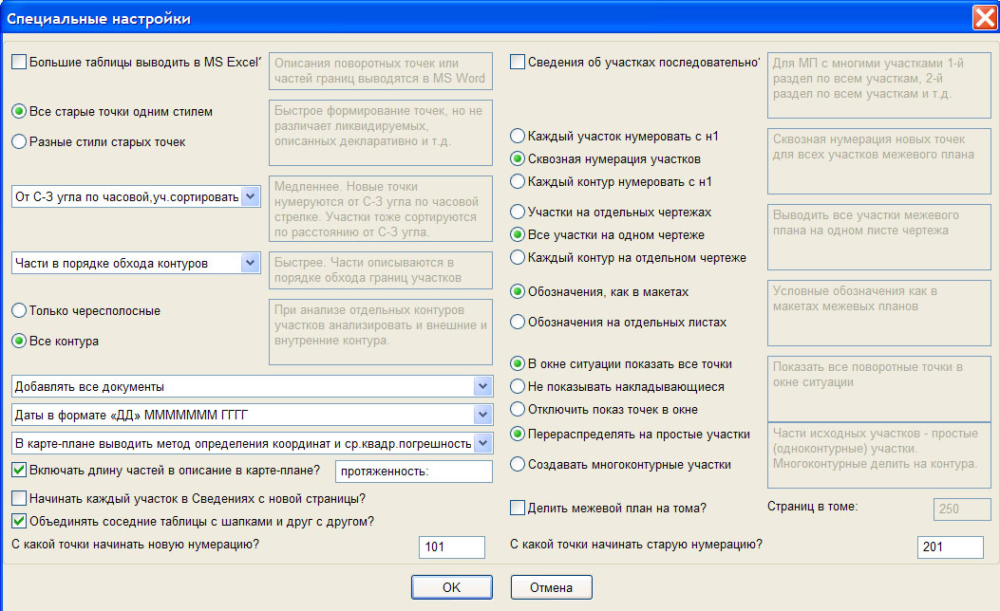 Специальные настройки
Большие таблицы выводить в MS Excel?
Описания поворотных точек или
частей границ выводятся в MS Word
Все старые точки одним стилем
Разные стили старых точек
Быстрое формирование точек, но не
различает ликвидируемых,
описанных декларативно и т.д.
От С-З угла по часовой,уч.сортировать
Медленнее. Новые точки
нумеруются от С-З угла по часовой
стрелке. Участки тоже сортируются
по расстоянию от С-З угла.
Части в порядке обхода контуров
Быстрее. Части описываются в
порядке обхода границ участков
Только чересполосные
Все контура
При анализе отдельных контуров
участков анализировать и внешние и
внутренние контура.
Добавлять все документы
Даты в формате «ДД» МММММММ ГГГГ
В карте-плане выводить метод определения координат и ср.квадр.погрешность
Включать длину частей в описание в карте-плане?
протяженность:
Начинать каждый участок в Сведениях с новой страницы?
Объединять соседние таблицы с шапками и друг с другом?
С какой точки начинать новую нумерацию?
101
Сведения об участках последовательно
Для МП с многими участками 1-й
раздел по всем участкам, 2-й
раздел по всем участкам и т.д.
Каждый участок нумеровать с н1
Сквозная нумерация участков
Каждый контур нумеровать с н1
Сквозная нумерация новых точек
для всех участков межевого плана
Участки на отдельных чертежах
Все участки на одном чертеже
Каждый контур на отдельном чертеже
Выводить все участки межевого
плана на одном листе чертежа
Обозначения, как в макетах
Обозначения на отдельных листах
Условные обозначения как в
макетах межевых планов
В окне ситуации показать все точки
Не показывать накладывающиеся
Отключить показ точек в окне
Показать все поворотные точки в
окне ситуации
Перераспределять на простые участки
Создавать многоконтурные участки
Части исходных участков - простые
(одноконтурные) участки.
Многоконтурные делить на контура.
Делить межевой план на тома?
Страниц в томе:
250
С какой точки начинать старую нумерацию?
201
OK
Отмена